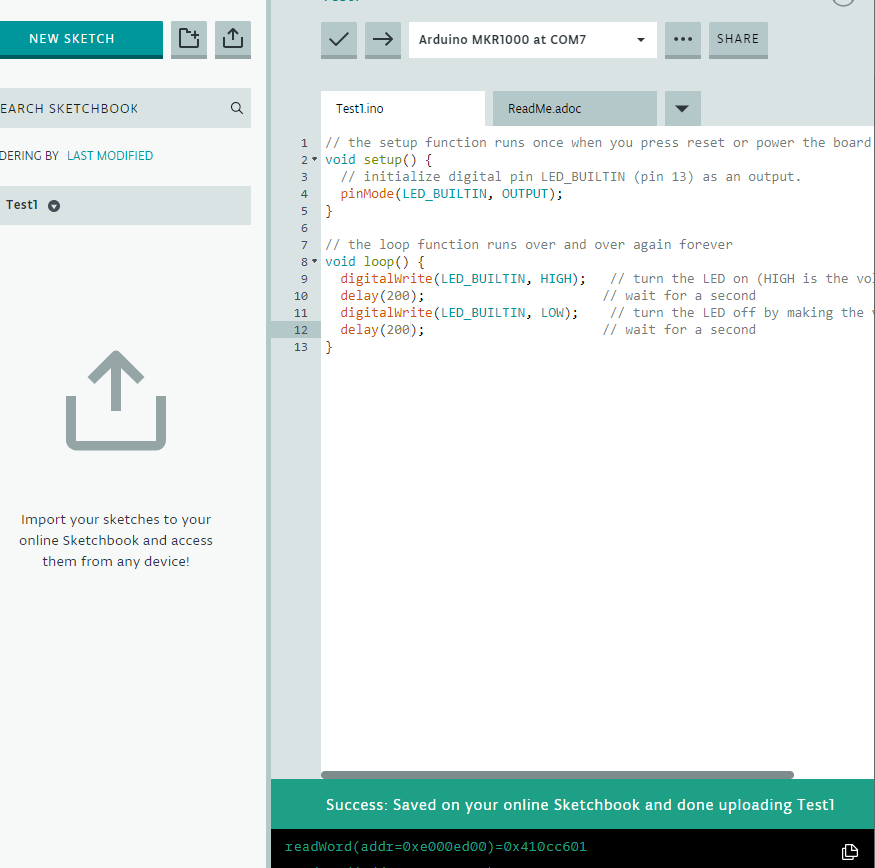 NEW SKETCH
EARCH SKETCHBOOK
DERING BY LAST MODIFIED
Test1
Import your sketches to your
online Sketchbook and access
them from any device!
Arduino MKR1000 at COM7
SHARE
Test1.ino
ReadMe.adoc
1 // the setup function runs once when you press reset or power the board
2 void setup() {
3   // initialize digital pin LED_BUILTIN (pin 13) as an output.
4   pinMode(LED_BUILTIN, OUTPUT);
5 }
6
7 // the loop function runs over and over again forever
8 void loop() {
9   digitalWrite(LED_BUILTIN, HIGH);   // turn the LED on (HIGH is the vol
10   delay(200);                       // wait for a second
11   digitalWrite(LED_BUILTIN, LOW);    // turn the LED off by making the v
12   delay(200);                       // wait for a second
13 }
Success: Saved on your online Sketchbook and done uploading Test1
readWord(addr=0xe000ed00)=0x410cc601